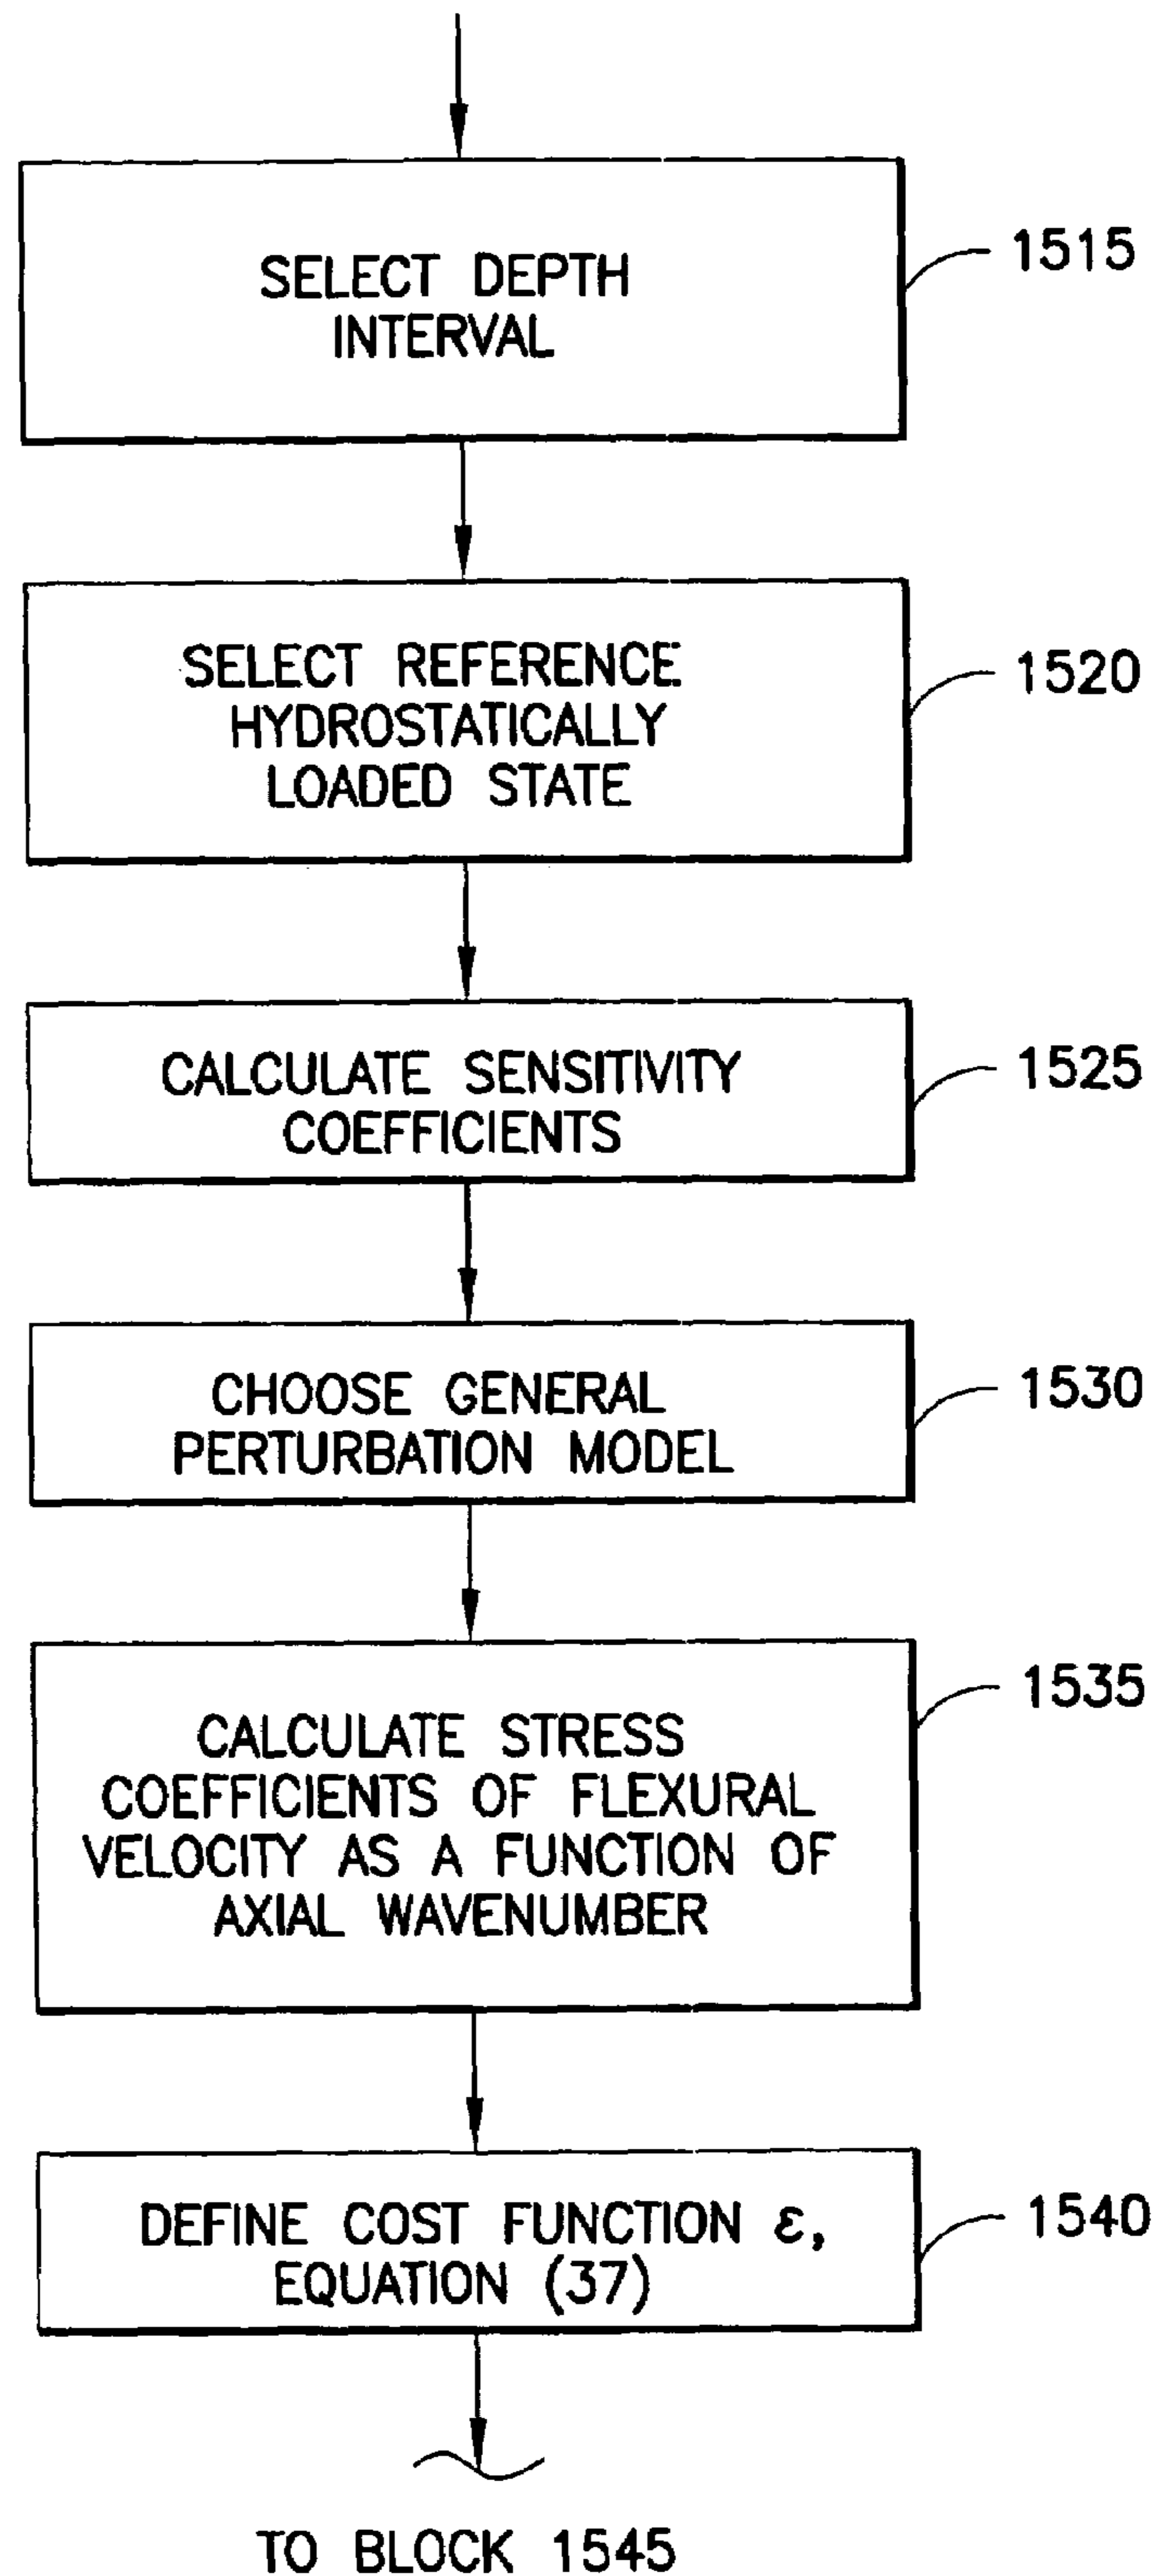 SELECT DEPTH
INTERVAL
1515
SELECT REFERENCE
HYDROSTATICALLY
LOADED STATE
1520
CALCULATE SENSITIVITY
COEFFICIENTS
1525
CHOOSE GENERAL
PERTURBATION MODEL
1530
CALCULATE STRESS
COEFFICIENTS OF FLEXURAL
VELOCITY AS A FUNCTION OF
AXIAL WAVENUMBER
1535
DEFINE COST FUNCTION ε,
EQUATION (37)
1540
TO BLOCK 1545